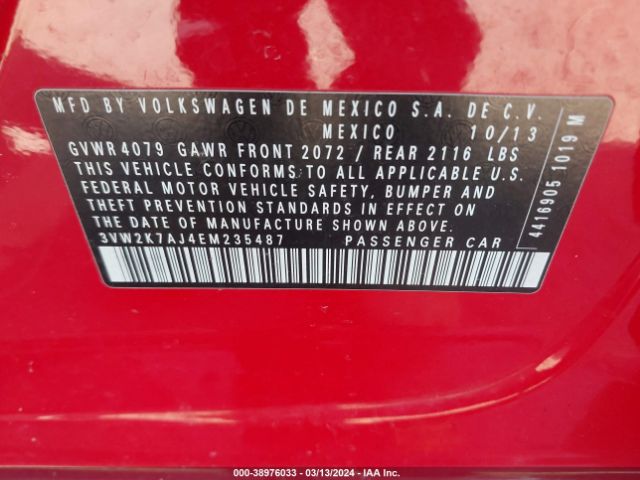 MFD BY VOLKSWAGEN DE MEXICO S.A. DE C.V.
MEXICO 10/13
GVWR 4079 GAWR FRONT 2072 / REAR 2116 LBS
THIS VEHICLE CONFORMS TO ALL APPLICABLE U.S.
FEDERAL MOTOR VEHICLE SAFETY, BUMPER AND
THEFT PREVENTION STANDARDS IN EFFECT ON
THE DATE OF MANUFACTURE SHOWN ABOVE.
3VW2K7AJ4EM235487 PASSENGER CAR
4416905 1019 M
000-38976033 - 03/13/2024 - IAA Inc.